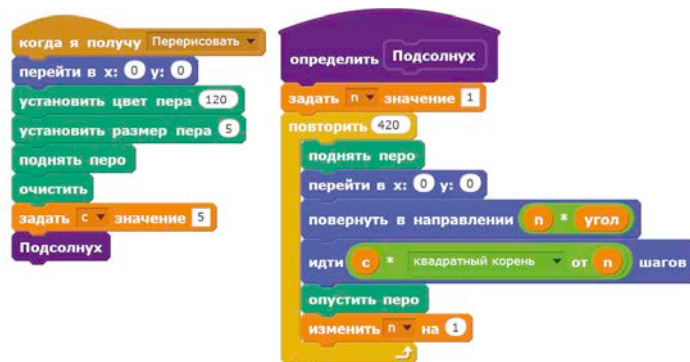 когда я получу Перерисовать
перейти в x: 0 y: 0
установить цвет пера 120
установить размер пера 5
поднять перо
очистить
задать c значение 5
Подсолнух
определить Подсолнух
задать n значение 1
повторить 420
поднять перо
перейти в x: 0 y: 0
повернуть в направлении n * угол
идти c * квадратный корень от n шагов
опустить перо
изменить n на 1